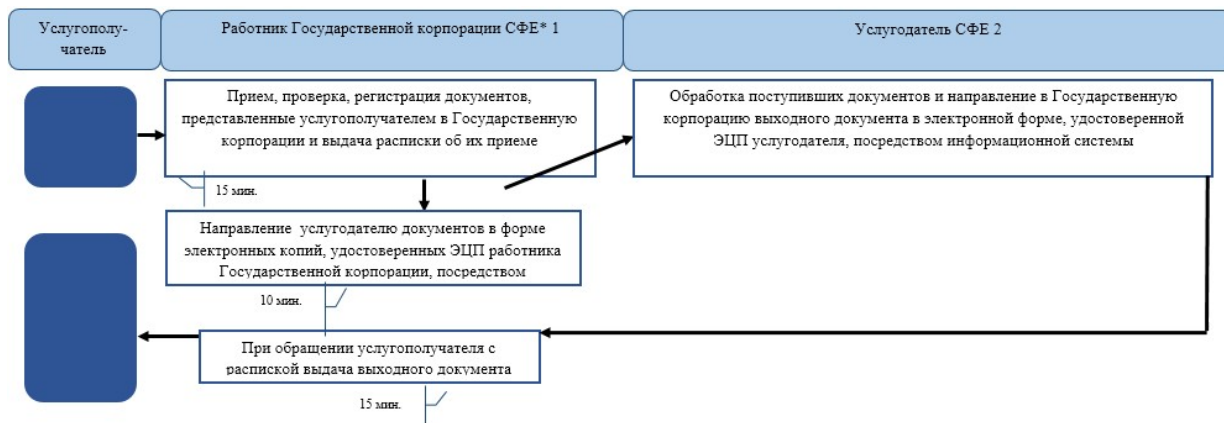 Услугополу-
чатель
Работник Государственной корпорации СФЕ* 1
Услугодатель СФЕ 2
Прием, проверка, регистрация документов,
представленные услугополучателем в Государственную
корпорации и выдача расписки об их приеме
15 мин.
Обработка поступивших документов и направление в Государственную
корпорацию выходного документа в электронной форме, удостоверенной
ЭЦП услугодателя, посредством информационной системы
Направление услугодателю документов в форме
электронных копий, удостоверенных ЭЦП работника
Государственной корпорации, посредством
10 мин.
При обращении услугополучателя с
распиской выдача выходного документа
15 мин.